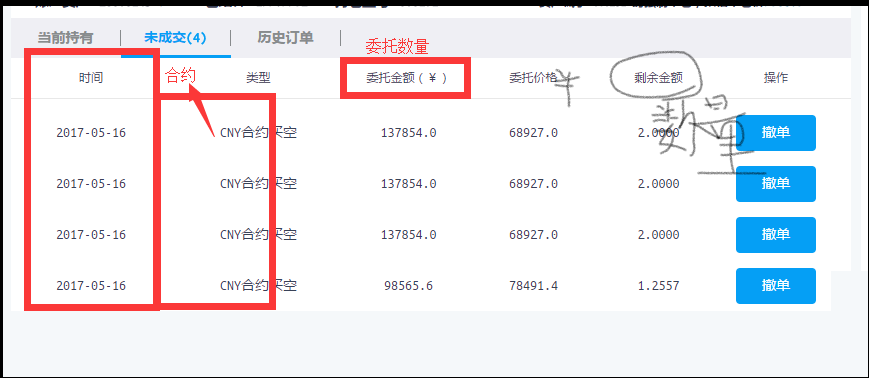 当前持有 未成交(4) 历史订单
委托数量
时间 合约 类型 委托金额(¥) 委托价格 ¥ 剩余金额 操作
数量
2017-05-16 CNY合约买空 137854.0 68927.0 2.0000 撤单
2017-05-16 CNY合约买空 137854.0 68927.0 2.0000 撤单
2017-05-16 CNY合约买空 137854.0 68927.0 2.0000 撤单
2017-05-16 CNY合约买空 98565.6 78491.4 1.2557 撤单